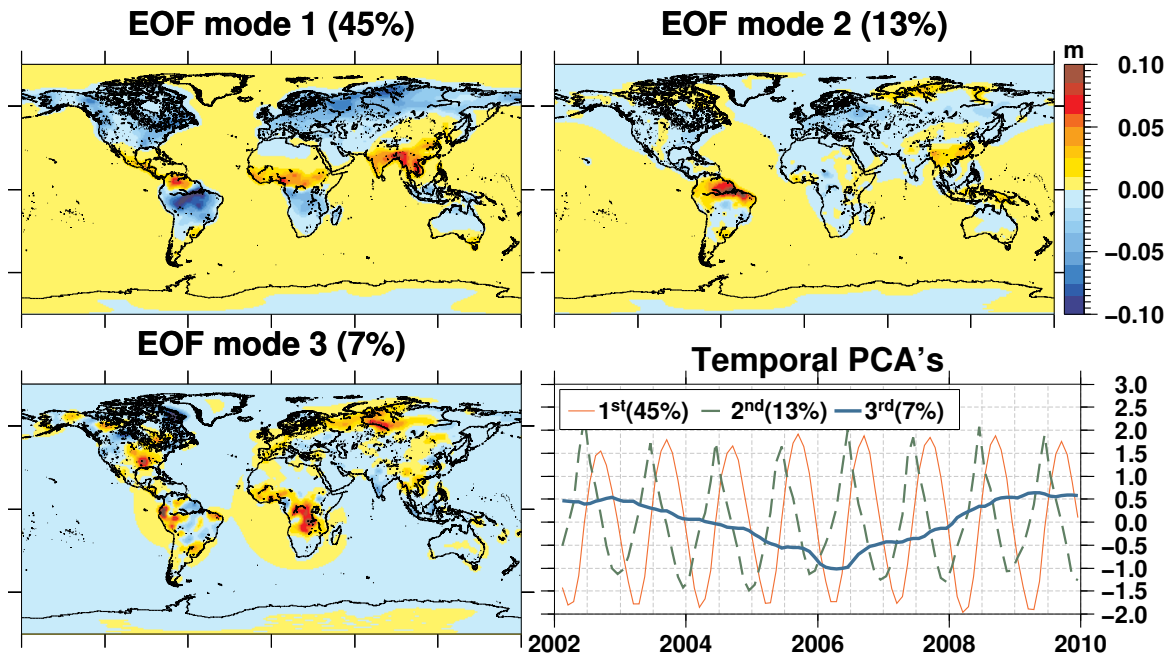 EOF mode 1 (45%)
EOF mode 2 (13%)
m
0.10
0.05
0.00
−0.05
−0.10
EOF mode 3 (7%)
Temporal PCA's
1st(45%) 2nd(13%) 3rd(7%)
3.0
2.5
2.0
1.5
1.0
0.5
0.0
−0.5
−1.0
−1.5
−2.0
2002 2004 2006 2008 2010